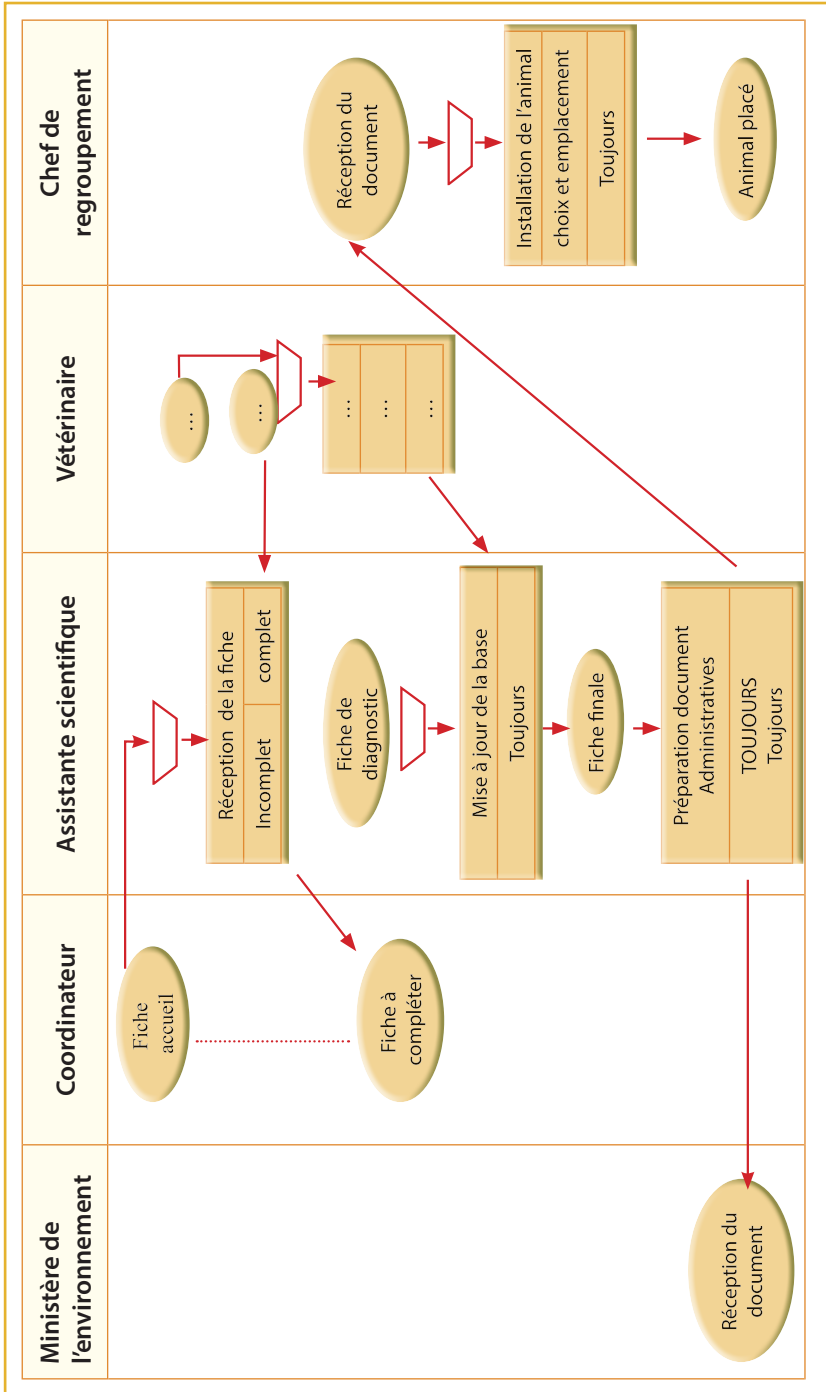 Ministère de
l'environnement
Coordinateur
Assistante scientifique
Vétérinaire
Chef de
regroupement
Réception du
document
Fiche
accueil
Fiche à
compléter
Réception de la fiche
Incomplet
complet
Fiche de
diagnostic
Mise à jour de la base
Toujours
Fiche finale
Préparation document
Administratives
TOUJOURS
Toujours
...
...
...
...
...
Réception du
document
Installation de l'animal
choix et emplacement
Toujours
Animal placé